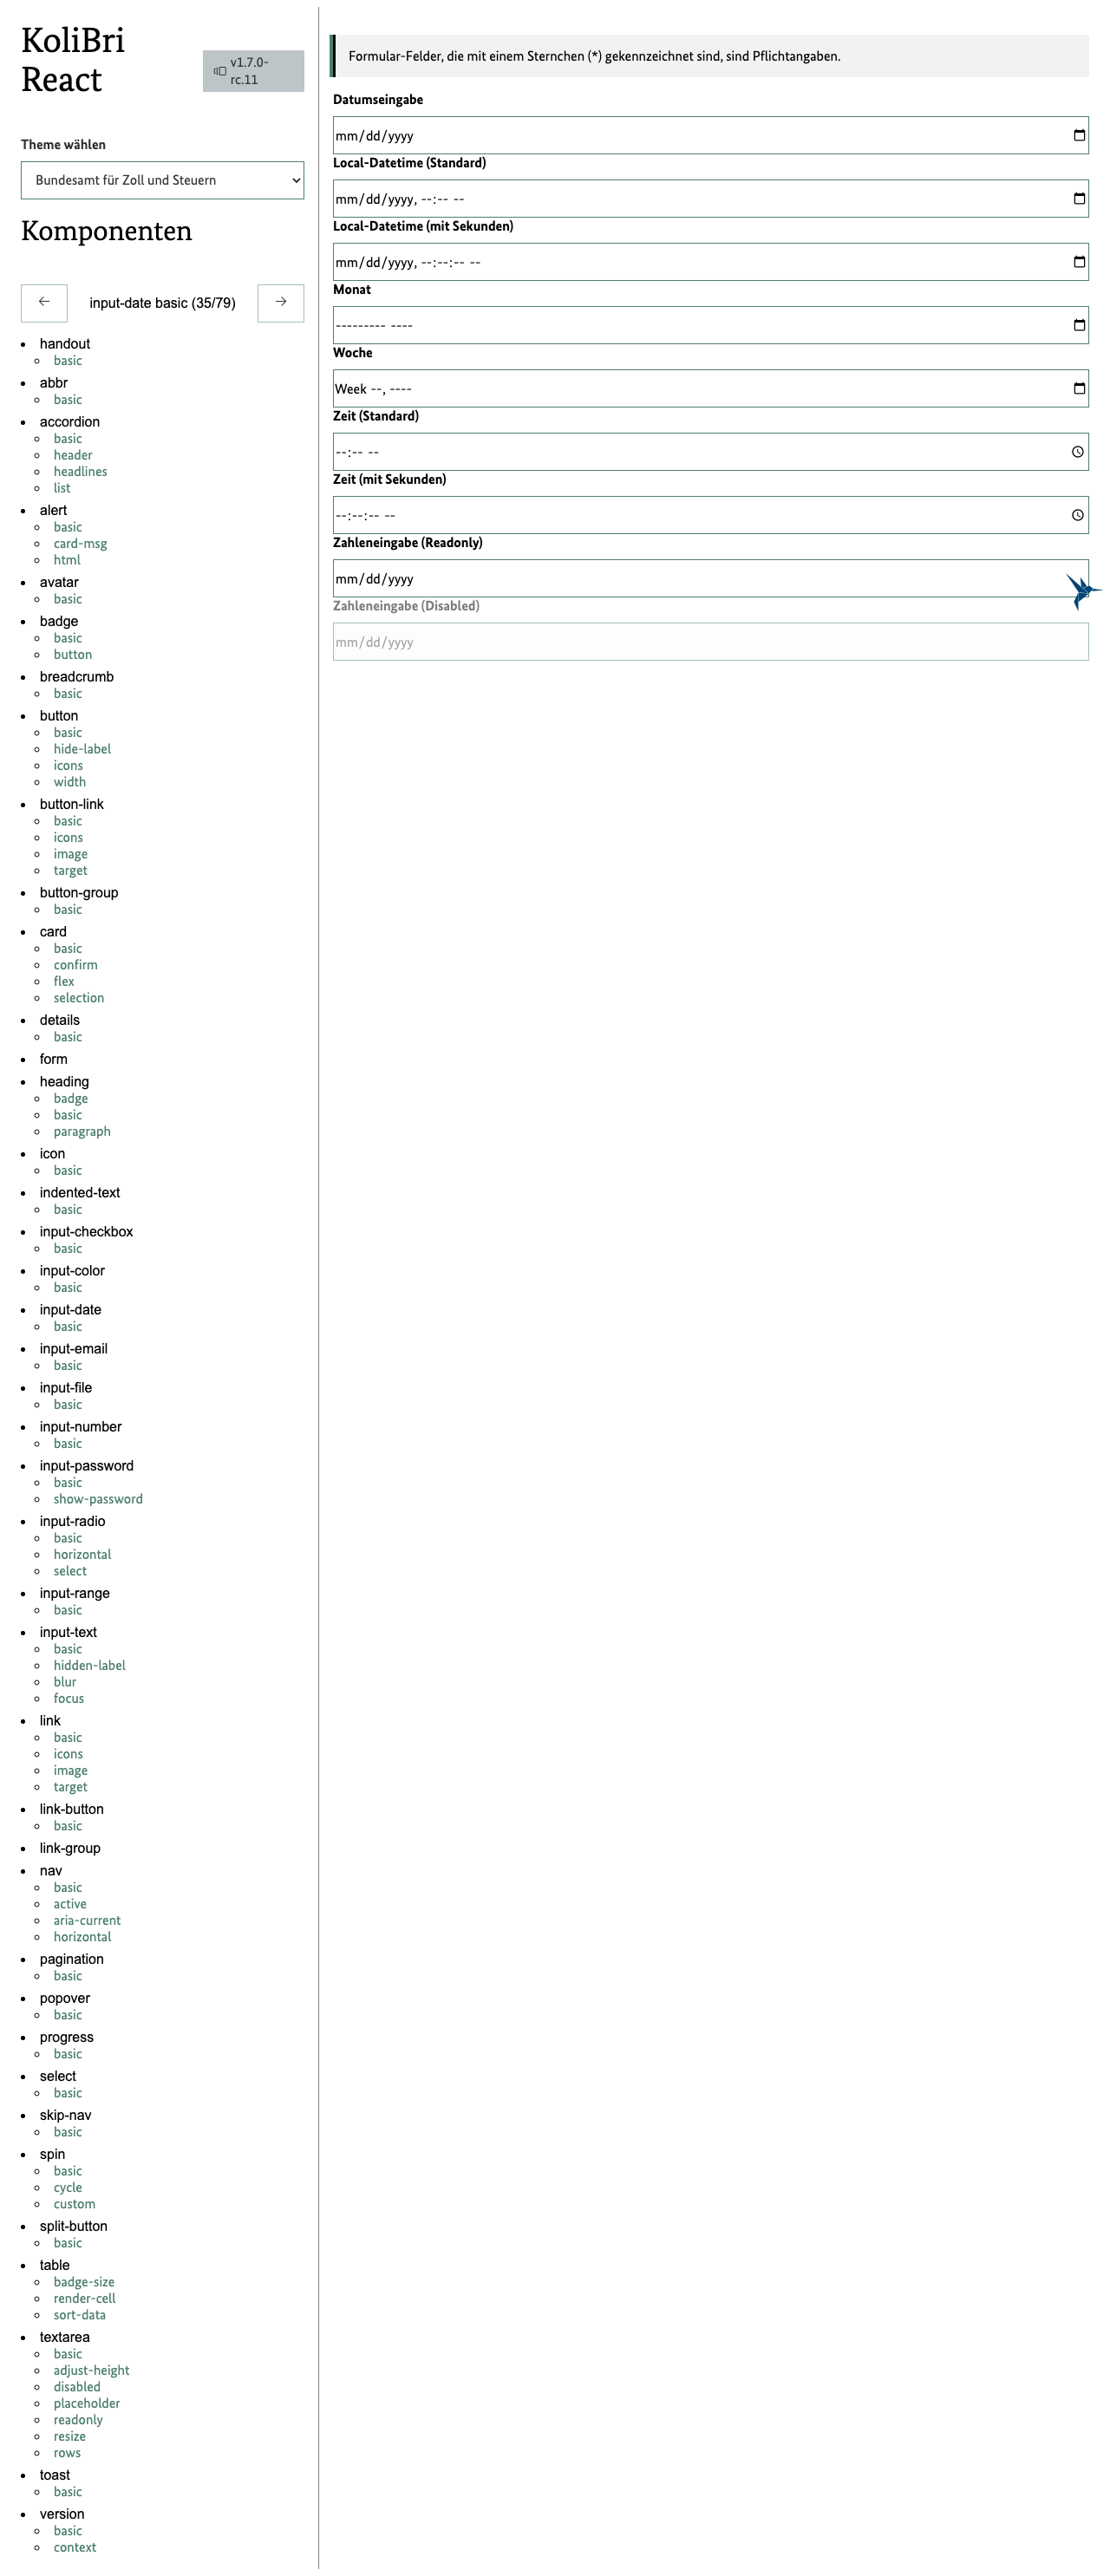 KoliBri
React
v1.7.0-
rc.11
Theme wählen
Bundesamt für Zoll und Steuern
Komponenten
← input-date basic (35/79) →
handout
basic
abbr
basic
accordion
basic
header
headlines
list
alert
basic
card-msg
html
avatar
basic
badge
basic
button
breadcrumb
basic
button
basic
hide-label
icons
width
button-link
basic
icons
image
target
button-group
basic
card
basic
confirm
flex
selection
details
basic
form
heading
badge
basic
paragraph
icon
basic
indented-text
basic
input-checkbox
basic
input-color
basic
input-date
basic
input-email
basic
input-file
basic
input-number
basic
input-password
basic
show-password
input-radio
basic
horizontal
select
input-range
basic
input-text
basic
hidden-label
blur
focus
link
basic
icons
image
target
link-button
basic
link-group
nav
basic
active
aria-current
horizontal
pagination
basic
popover
basic
progress
basic
select
basic
skip-nav
basic
spin
basic
cycle
custom
split-button
basic
table
badge-size
render-cell
sort-data
textarea
basic
adjust-height
disabled
placeholder
readonly
resize
rows
toast
basic
version
basic
context
Formular-Felder, die mit einem Sternchen (*) gekennzeichnet sind, sind Pflichtangaben.
Datumseingabe
mm/dd/yyyy
Local-Datetime (Standard)
mm/dd/yyyy, --:-- --
Local-Datetime (mit Sekunden)
mm/dd/yyyy, --:--:-- --
Monat
--------- ----
Woche
Week --, ----
Zeit (Standard)
--:-- --
Zeit (mit Sekunden)
--:--:-- --
Zahleneingabe (Readonly)
mm/dd/yyyy
Zahleneingabe (Disabled)
mm/dd/yyyy